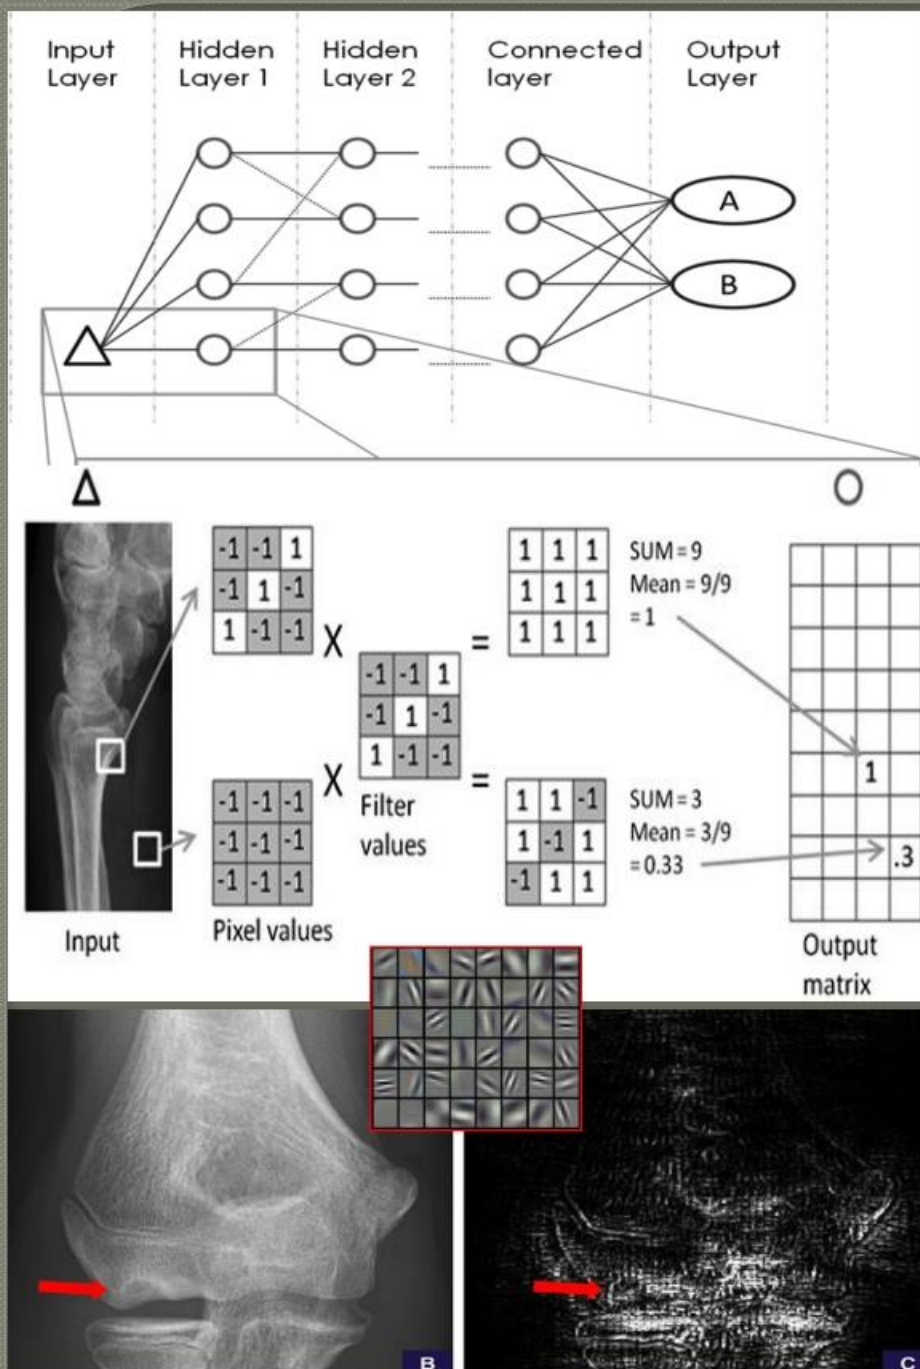 Input Layer
Hidden Layer 1
Hidden Layer 2
Connected layer
Output Layer
A
B
-1 -1 1
-1 1 -1
1 -1 -1
X
-1 -1 1
-1 1 -1
1 -1 -1
=
1 1 1
1 1 1
1 1 1
SUM = 9
Mean = 9/9
= 1
1
-1 -1 -1
-1 -1 -1
-1 -1 -1
X
Filter
values
=
1 1 -1
1 -1 1
-1 1 1
SUM = 3
Mean = 3/9
= 0.33
.3
Input
Pixel values
Output
matrix
B
C